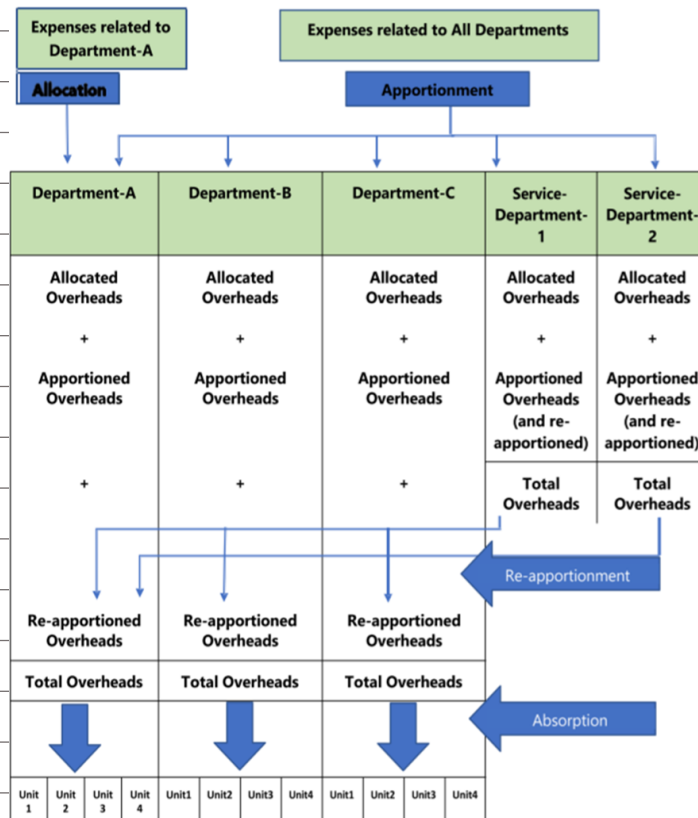 Expenses related to
Department-A
Expenses related to All Departments
Allocation
Apportionment
Department-A
Department-B
Department-C
Service-
Department-
1
Service-
Department-
2
Allocated
Overheads
Allocated
Overheads
Allocated
Overheads
Allocated
Overheads
Allocated
Overheads
+
+
+
+
+
Apportioned
Overheads
Apportioned
Overheads
Apportioned
Overheads
Apportioned
Overheads
(and re-
apportioned)
Apportioned
Overheads
(and re-
apportioned)
+
+
+
Total
Overheads
Total
Overheads
Re-apportionment
Re-apportioned
Overheads
Re-apportioned
Overheads
Re-apportioned
Overheads
Total Overheads
Total Overheads
Total Overheads
Absorption
Unit
1
Unit
2
Unit
3
Unit
4
Unit1
Unit2
Unit3
Unit4
Unit1
Unit2
Unit3
Unit4